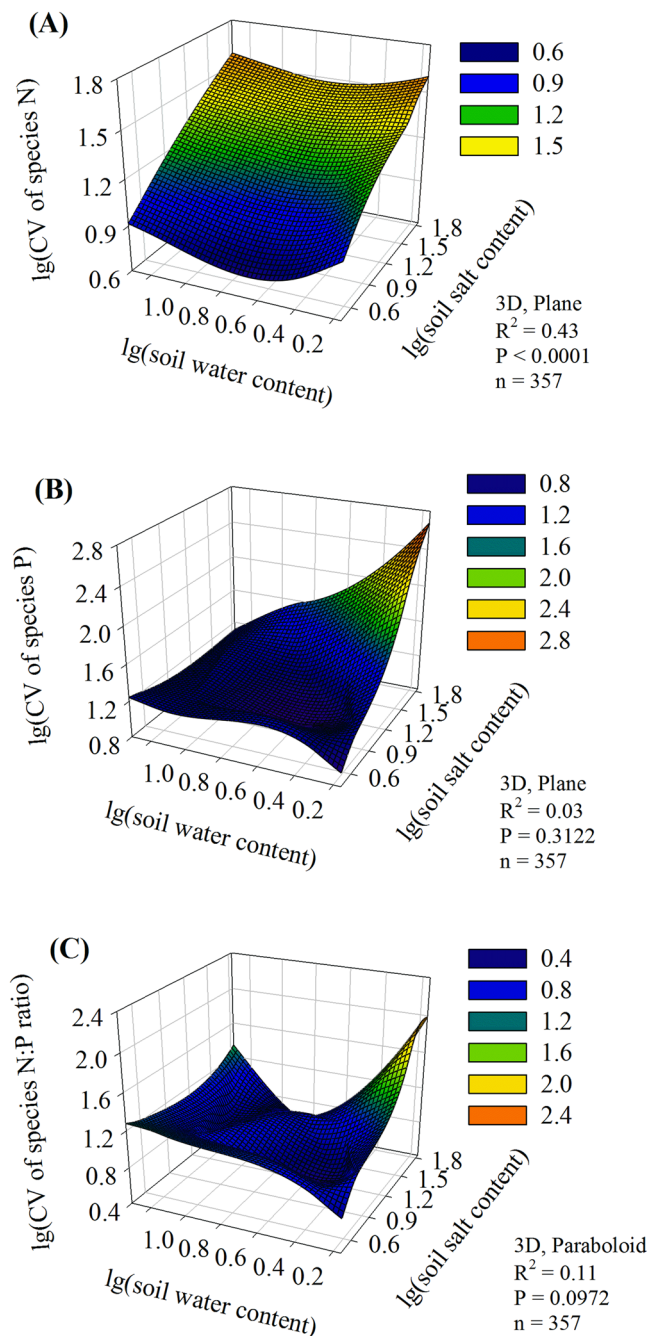 (A)
lg(CV of species N)
1.8
1.5
1.2
0.9
0.6
1.0
0.8
0.6
0.4
0.2
lg(soil water content)
0.6
0.9
1.2
1.5
1.8
lg(soil salt content)
0.6
0.9
1.2
1.5
3D, Plane
R² = 0.43
P < 0.0001
n = 357
(B)
lg(CV of species P)
2.8
2.4
2.0
1.6
1.2
0.8
1.0
0.8
0.6
0.4
0.2
lg(soil water content)
0.6
0.9
1.2
1.5
1.8
lg(soil salt content)
0.8
1.2
1.6
2.0
2.4
2.8
3D, Plane
R² = 0.03
P = 0.3122
n = 357
(C)
lg(CV of species N:P ratio)
2.4
2.0
1.6
1.2
0.8
0.4
1.0
0.8
0.6
0.4
0.2
lg(soil water content)
0.6
0.9
1.2
1.5
1.8
lg(soil salt content)
0.4
0.8
1.2
1.6
2.0
2.4
3D, Paraboloid
R² = 0.11
P = 0.0972
n = 357